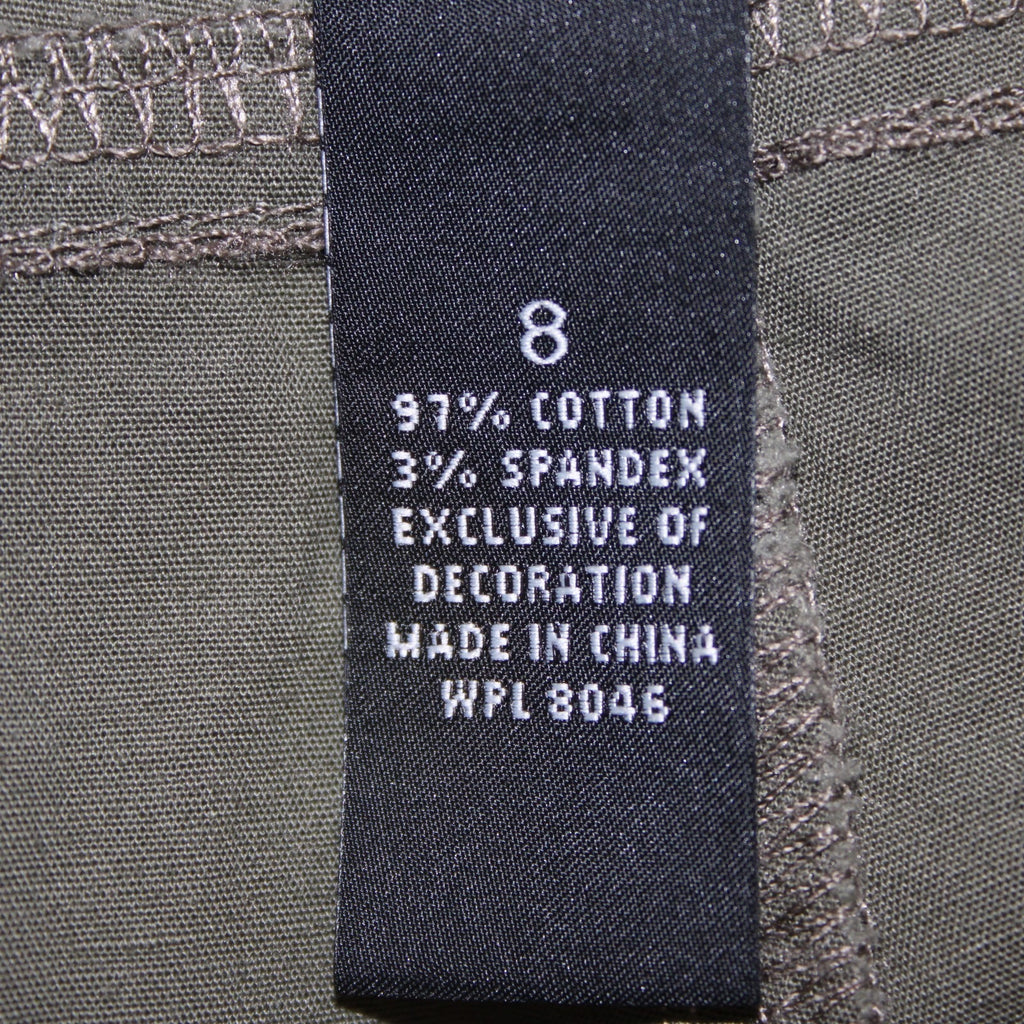 8
97% COTTON
3% SPANDEX
EXCLUSIVE OF
DECORATION
MADE IN CHINA
WPL 8046